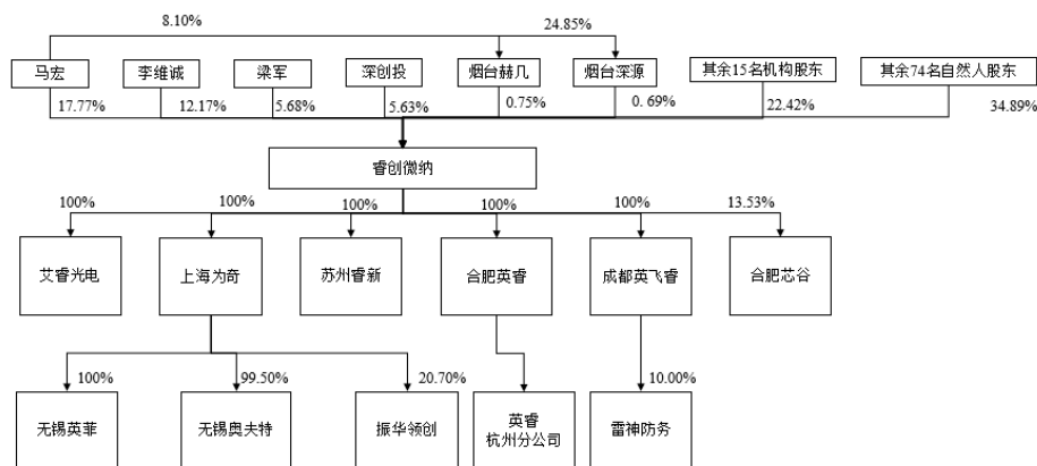 8.10%
24.85%
马宏
李维诚
梁军
深创投
烟台赫几
烟台深源
其余15名机构股东
其余74名自然人股东
17.77%
12.17%
5.68%
5.63%
0.75%
0.69%
22.42%
34.89%
睿创微纳
100%
100%
100%
100%
100%
13.53%
艾睿光电
上海为奇
苏州睿新
合肥英睿
成都英飞睿
合肥芯谷
100%
99.50%
20.70%
10.00%
无锡英菲
无锡奥夫特
振华领创
英睿
杭州分公司
雷神防务